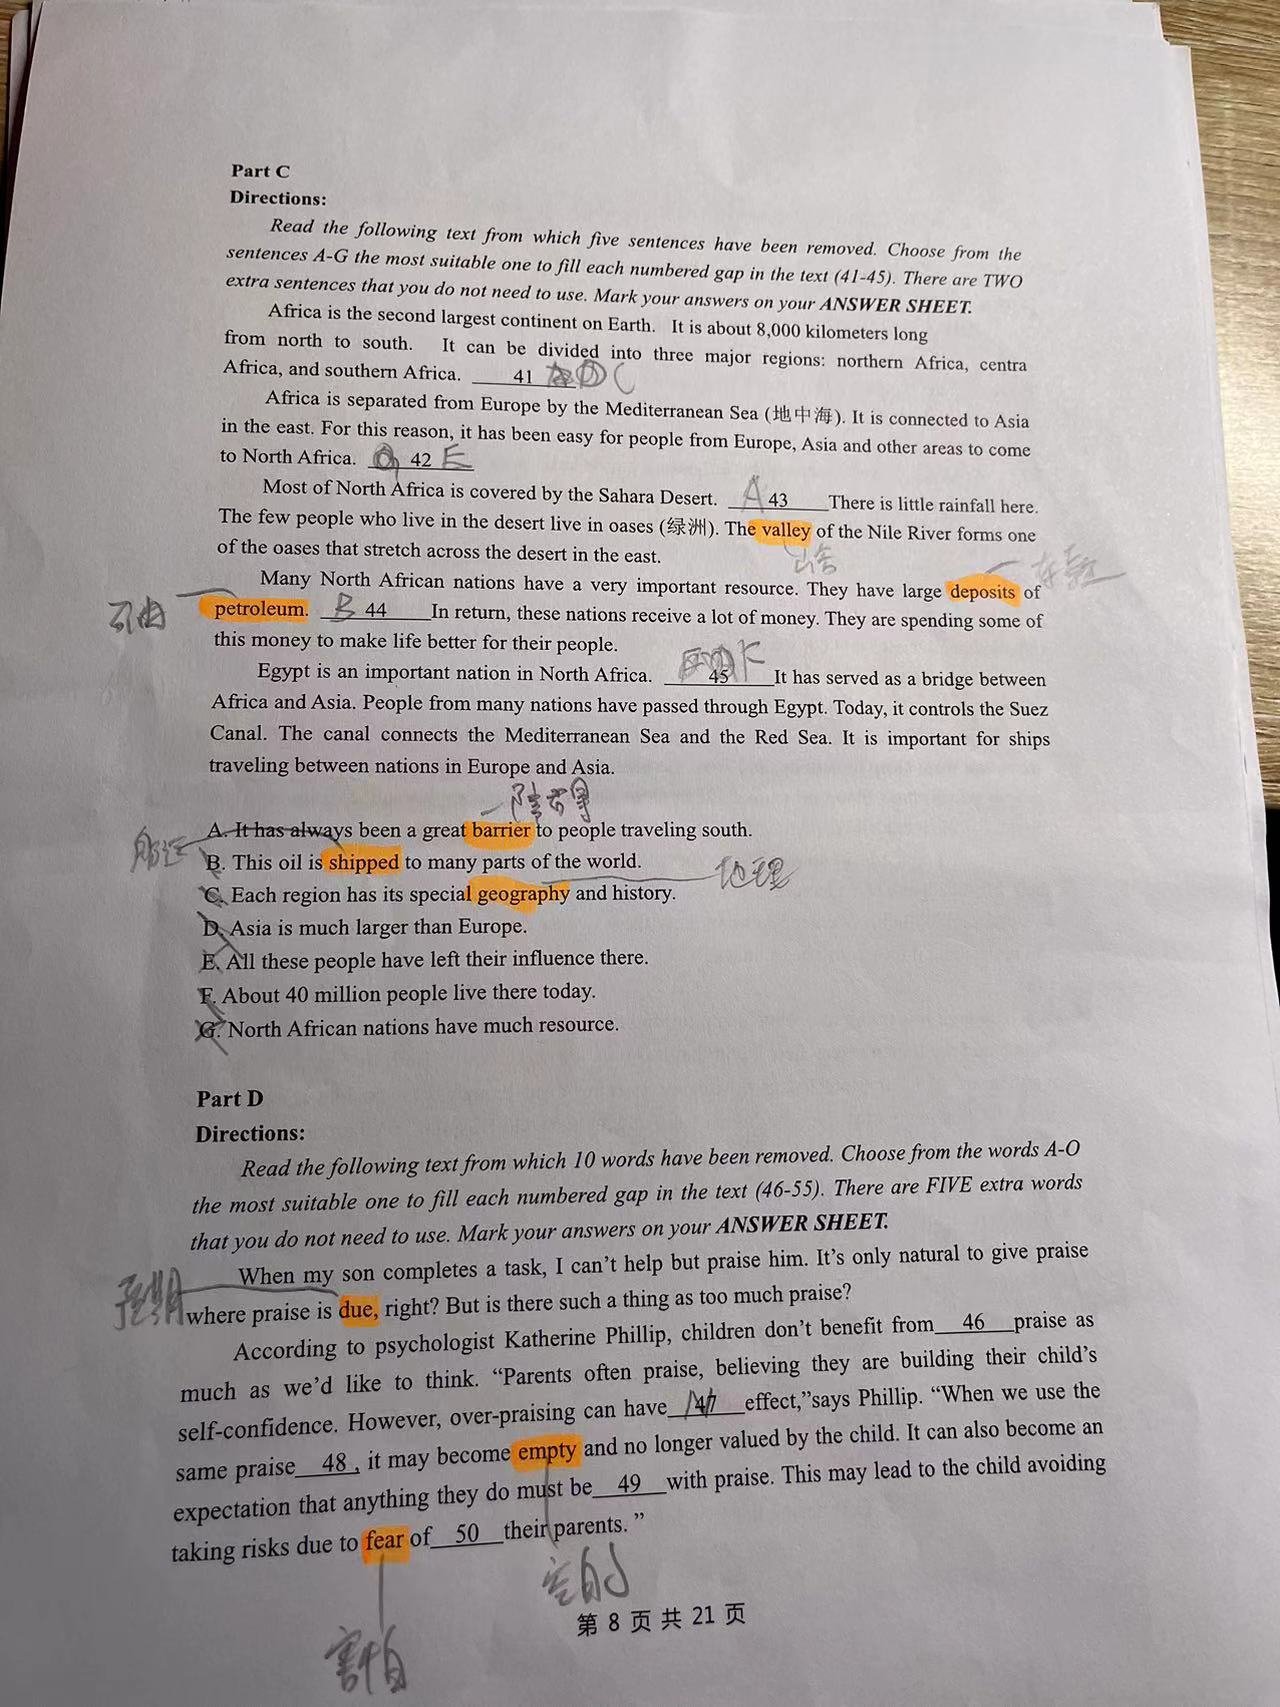 Part C
Directions:
Read the following text from which five sentences have been removed. Choose from the
sentences A-G the most suitable one to fill each numbered gap in the text (41-45). There are TWO
extra sentences that you do not need to use. Mark your answers on your ANSWER SHEET.
Africa is the second largest continent on Earth. It is about 8,000 kilometers long
from north to south. It can be divided into three major regions: northern Africa, centra
Africa, and southern Africa. 41 C
Africa is separated from Europe by the Mediterranean Sea (地中海). It is connected to Asia
in the east. For this reason, it has been easy for people from Europe, Asia and other areas to come
to North Africa. 42 E
Most of North Africa is covered by the Sahara Desert. A 43 There is little rainfall here.
The few people who live in the desert live in oases (绿洲). The valley of the Nile River forms one
of the oases that stretch across the desert in the east.
山谷
Many North African nations have a very important resource. They have large deposits of
石油 petroleum. B 44 In return, these nations receive a lot of money. They are spending some of
this money to make life better for their people.
Egypt is an important nation in North Africa. 45 F It has served as a bridge between
Africa and Asia. People from many nations have passed through Egypt. Today, it controls the Suez
Canal. The canal connects the Mediterranean Sea and the Red Sea. It is important for ships
traveling between nations in Europe and Asia.
A. It has always been a great barrier to people traveling south.
船运 B. This oil is shipped to many parts of the world.
地理
C. Each region has its special geography and history.
D. Asia is much larger than Europe.
E. All these people have left their influence there.
F. About 40 million people live there today.
G. North African nations have much resource.
Part D
Directions:
Read the following text from which 10 words have been removed. Choose from the words A-O
the most suitable one to fill each numbered gap in the text (46-55). There are FIVE extra words
that you do not need to use. Mark your answers on your ANSWER SHEET.
When my son completes a task, I can't help but praise him. It's only natural to give praise
where praise is due, right? But is there such a thing as too much praise?
According to psychologist Katherine Phillip, children don't benefit from 46 praise as
much as we'd like to think. “Parents often praise, believing they are building their child's
self-confidence. However, over-praising can have 47 effect,”says Phillip. “When we use the
same praise 48 , it may become empty and no longer valued by the child. It can also become an
expectation that anything they do must be 49 with praise. This may lead to the child avoiding
taking risks due to fear of 50 their parents. ”
空的
第 8 页 共 21 页
害怕